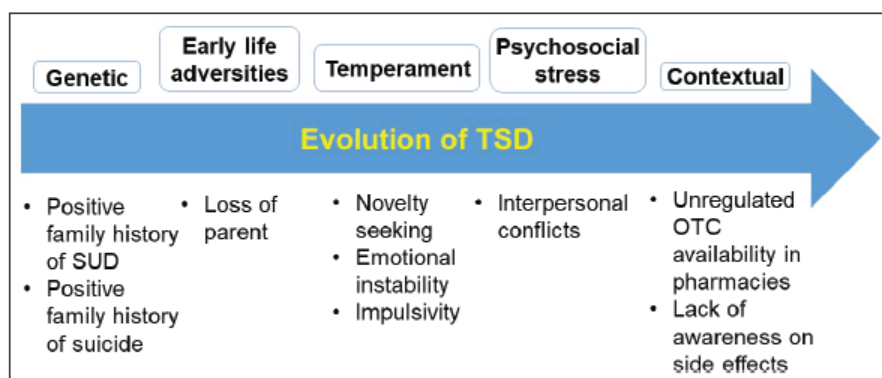 Genetic
Early life
adversities
Temperament
Psychosocial
stress
Contextual
Evolution of TSD
• Positive
family history
of SUD
• Positive
family history
of suicide
• Loss of
parent
• Novelty
seeking
• Emotional
instability
• Impulsivity
• Interpersonal
conflicts
• Unregulated
OTC
availability in
pharmacies
• Lack of
awareness on
side effects